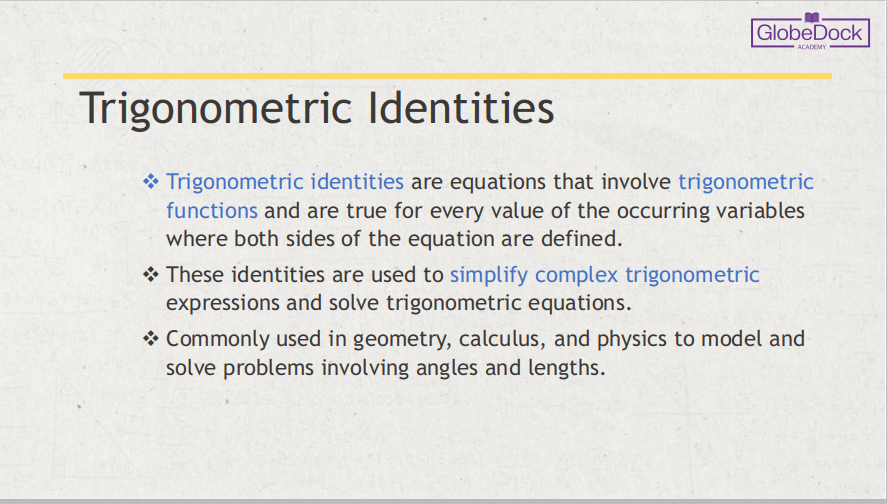 GlobeDock
ACADEMY
Trigonometric Identities
❖ Trigonometric identities are equations that involve trigonometric
functions and are true for every value of the occurring variables
where both sides of the equation are defined.
❖ These identities are used to simplify complex trigonometric
expressions and solve trigonometric equations.
❖ Commonly used in geometry, calculus, and physics to model and
solve problems involving angles and lengths.